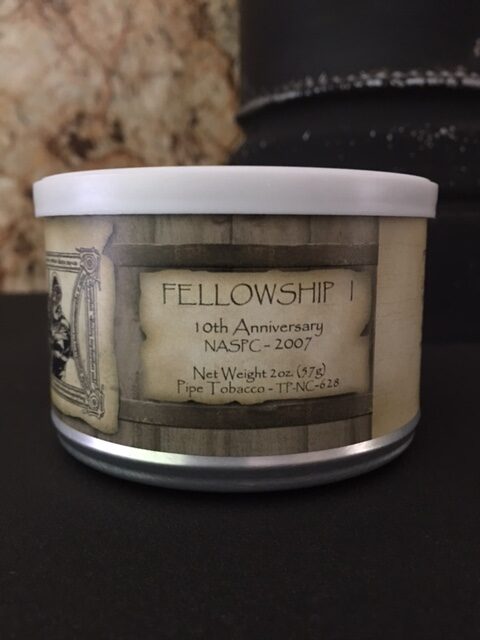 FELLOWSHIP I
10th Anniversary
NASPC - 2007
Net Weight 2oz. (57g)
Pipe Tobacco - TP-NC-628